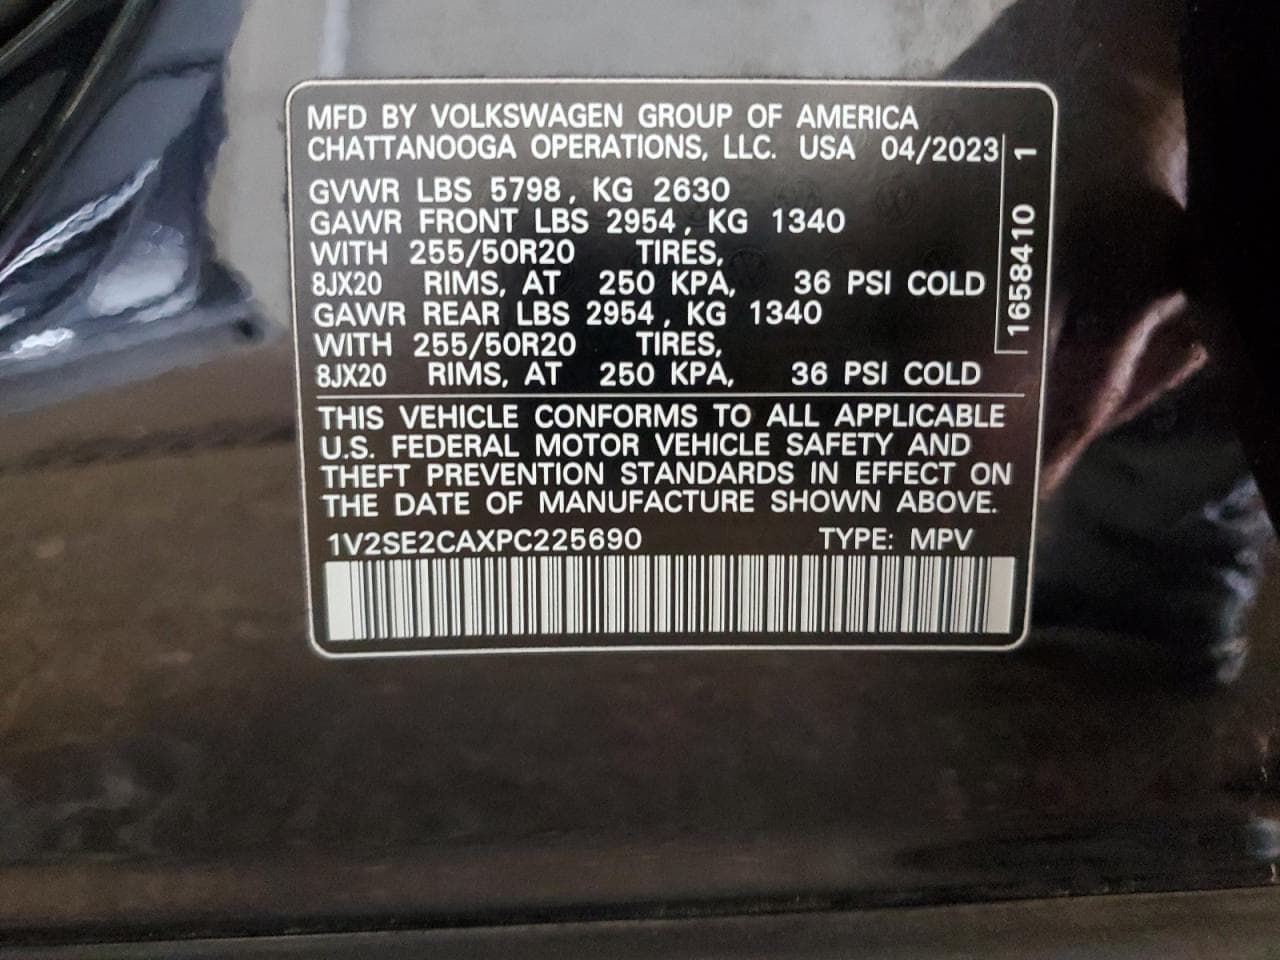 MFD BY VOLKSWAGEN GROUP OF AMERICA
CHATTANOOGA OPERATIONS, LLC. USA 04/2023
GVWR LBS 5798, KG 2630
GAWR FRONT LBS 2954, KG 1340
WITH 255/50R20 TIRES,
8JX20 RIMS, AT 250 KPA, 36 PSI COLD
GAWR REAR LBS 2954, KG 1340
WITH 255/50R20 TIRES,
8JX20 RIMS, AT 250 KPA, 36 PSI COLD
1658410 1
THIS VEHICLE CONFORMS TO ALL APPLICABLE
U.S. FEDERAL MOTOR VEHICLE SAFETY AND
THEFT PREVENTION STANDARDS IN EFFECT ON
THE DATE OF MANUFACTURE SHOWN ABOVE.
1V2SE2CAXPC225690 TYPE: MPV